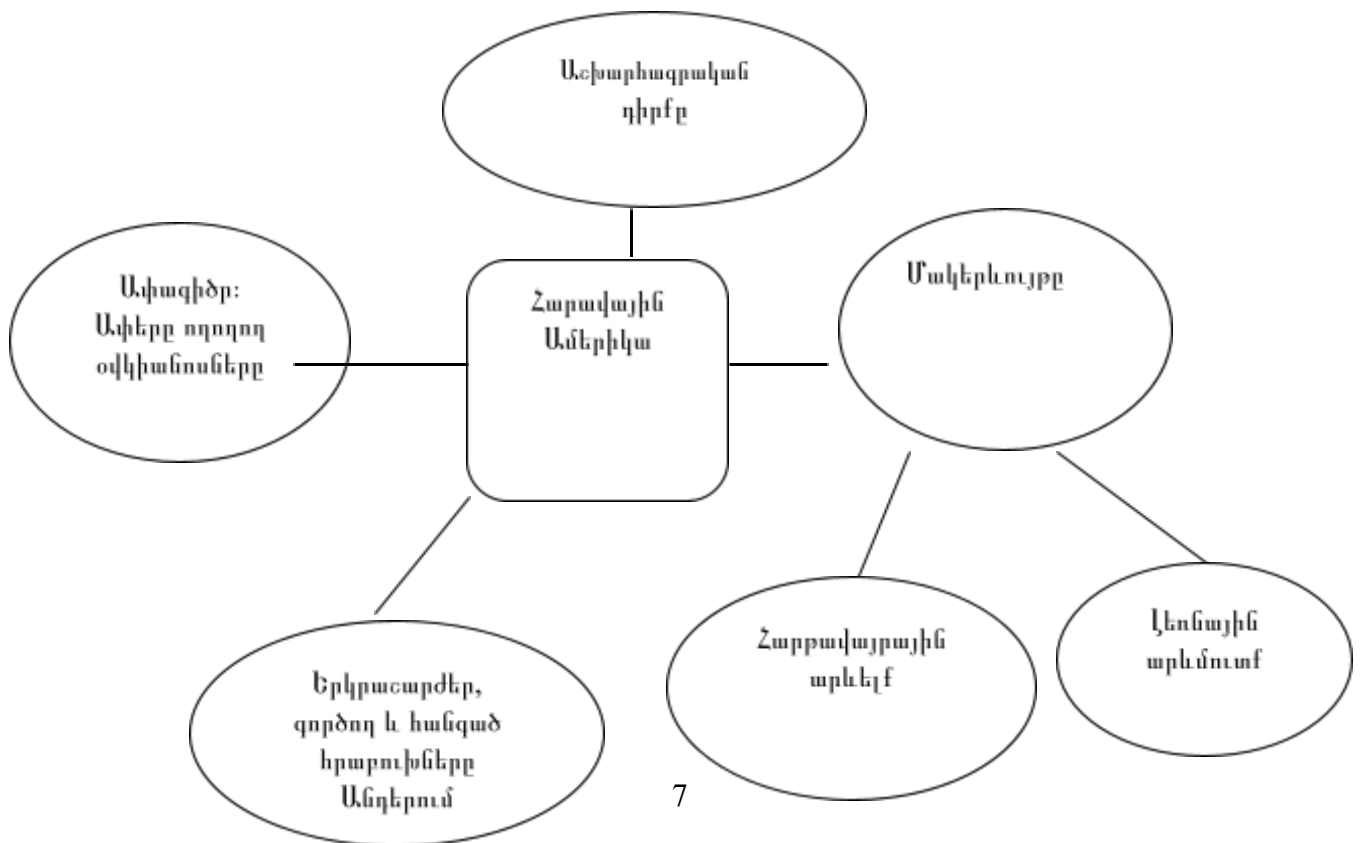 Աշխարհագրական
դիրքը
Ափագիծր:
Ափերը ողողող
օվկիանոսները
Հարավային
Ամերիկա
Մակերևույթը
Երկրաշարժեր,
գործող և հանգած
հրաբուխները
Անդերում
Հարթավայրային
արևելք
Լեռնային
արևմուտք
7